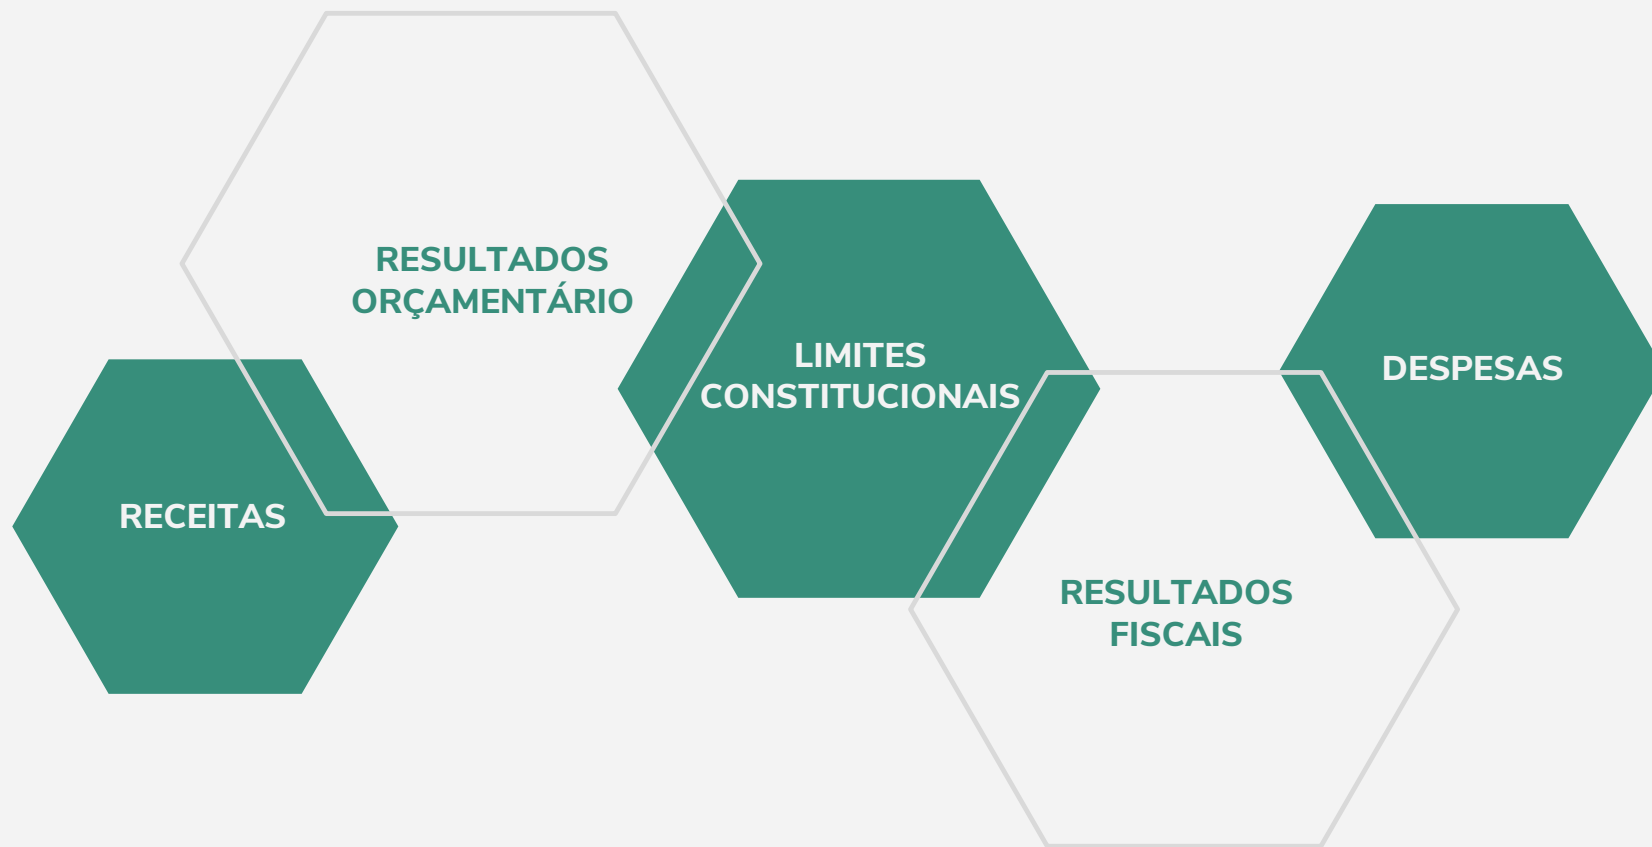 RESULTADOS
ORÇAMENTÁRIO
LIMITES
CONSTITUCIONAIS
DESPESAS
RECEITAS
RESULTADOS
FISCAIS